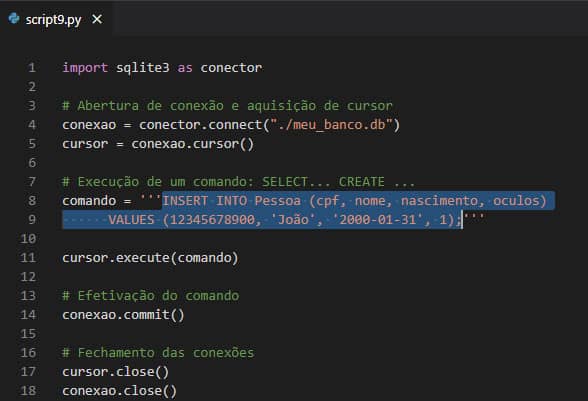 script9.py
1 import sqlite3 as conector
2
3 # Abertura de conexão e aquisição de cursor
4 conexao = conector.connect("./meu_banco.db")
5 cursor = conexao.cursor()
6
7 # Execução de um comando: SELECT... CREATE ...
8 comando = '''INSERT INTO Pessoa (cpf, nome, nascimento, oculos)
9 VALUES (12345678900, 'João', '2000-01-31', 1);'''
10
11 cursor.execute(comando)
12
13 # Efetivação do comando
14 conexao.commit()
15
16 # Fechamento das conexões
17 cursor.close()
18 conexao.close()